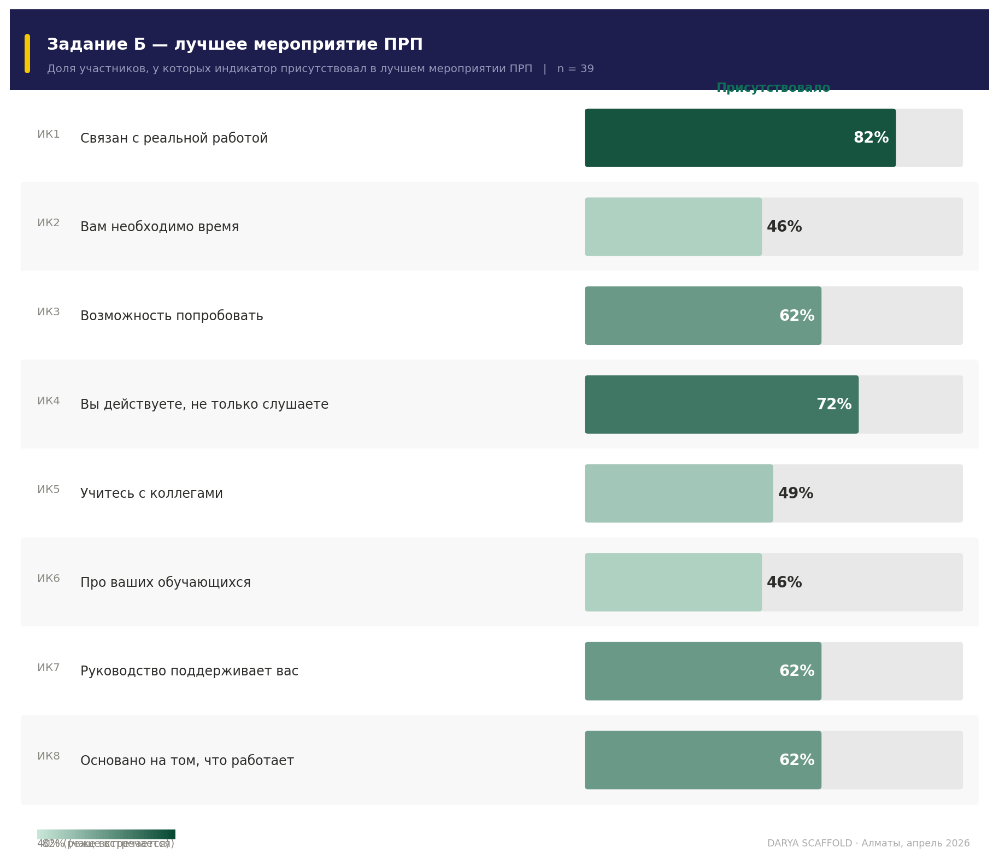 Задание Б — лучшее мероприятие ПРП
Доля участников, у которых индикатор присутствовал в лучшем мероприятии ПРП | n = 39
Присутствовало
ИК1 Связан с реальной работой 82%
ИК2 Вам необходимо время 46%
ИК3 Возможность попробовать 62%
ИК4 Вы действуете, не только слушаете 72%
ИК5 Учитесь с коллегами 49%
ИК6 Про ваших обучающихся 46%
ИК7 Руководство поддерживает вас 62%
ИК8 Основано на том, что работает 62%
DARYA SCAFFOLD · Алматы, апрель 2026